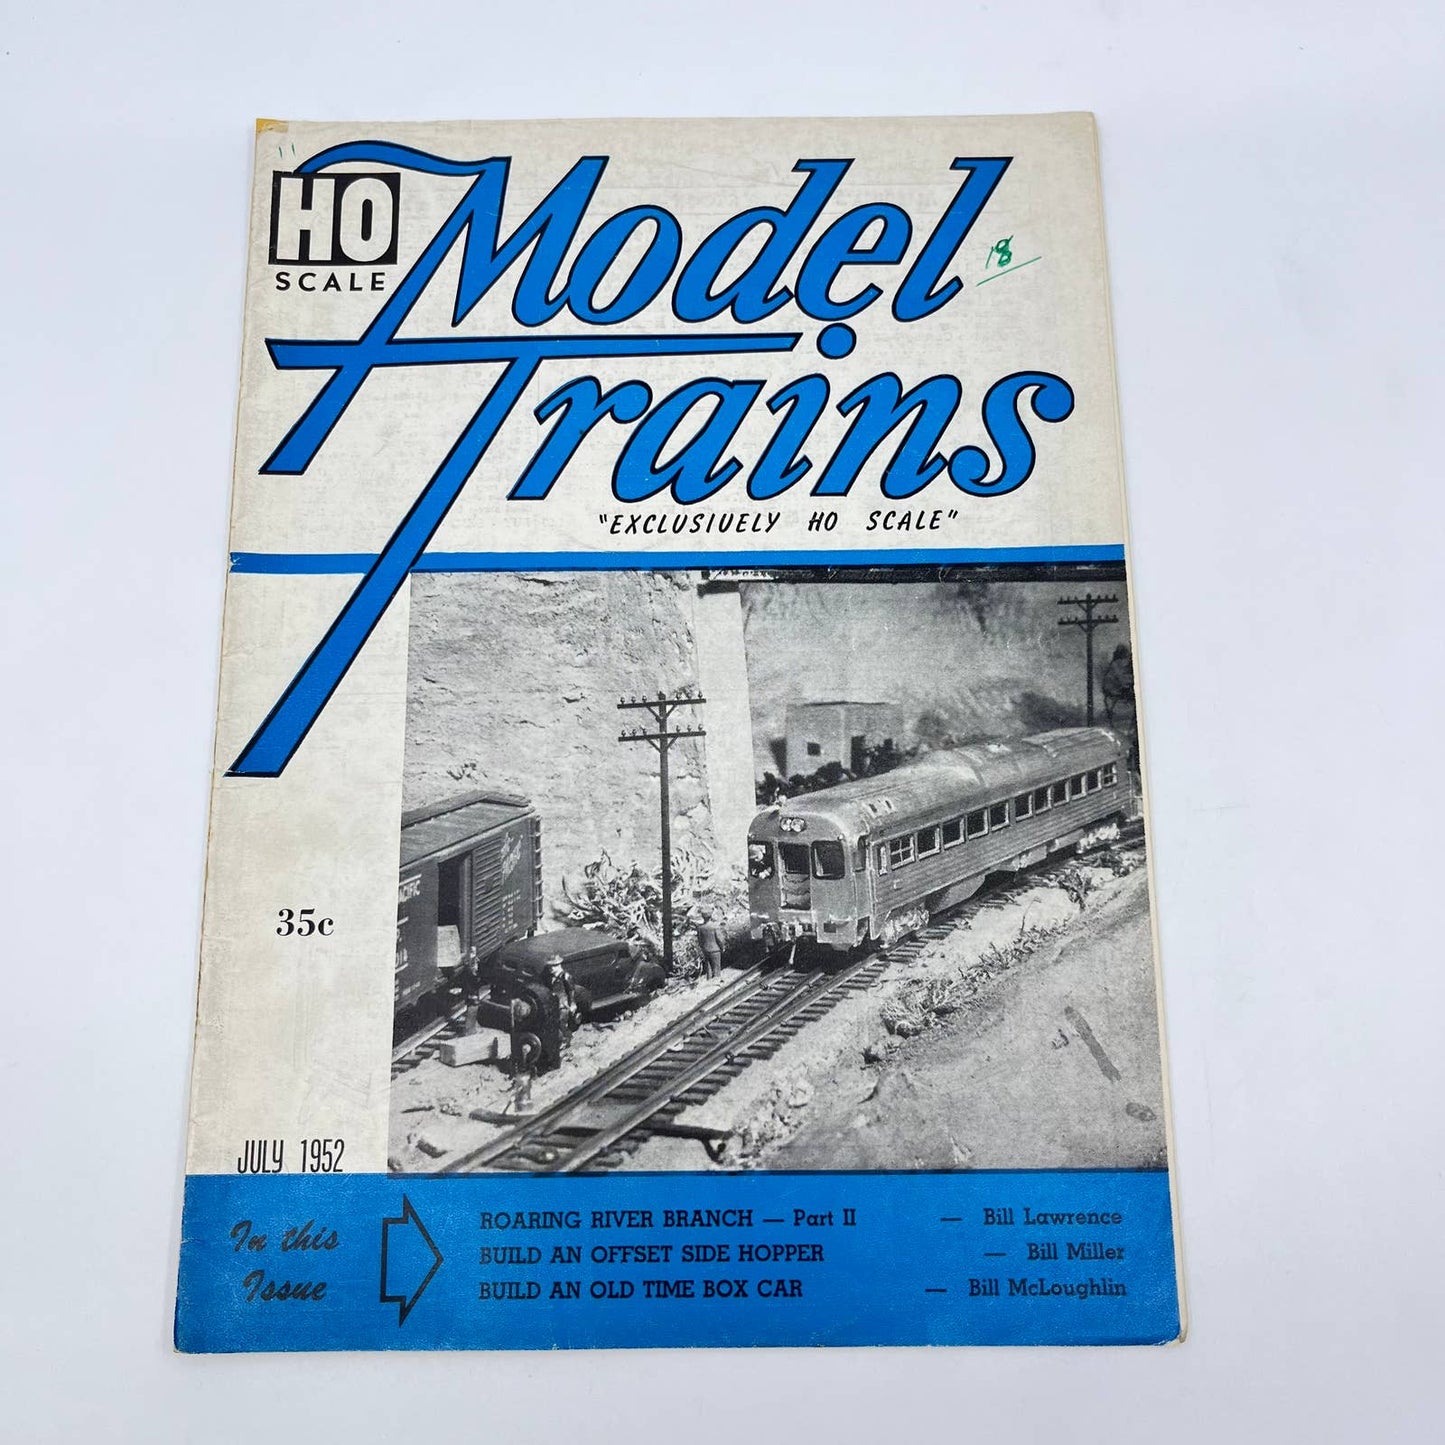 11
HO
SCALE
Model
Trains
18
"EXCLUSIVELY HO SCALE"
35c
JULY 1952
In this
Issue
ROARING RIVER BRANCH — Part II — Bill Lawrence
BUILD AN OFFSET SIDE HOPPER — Bill Miller
BUILD AN OLD TIME BOX CAR — Bill McLoughlin